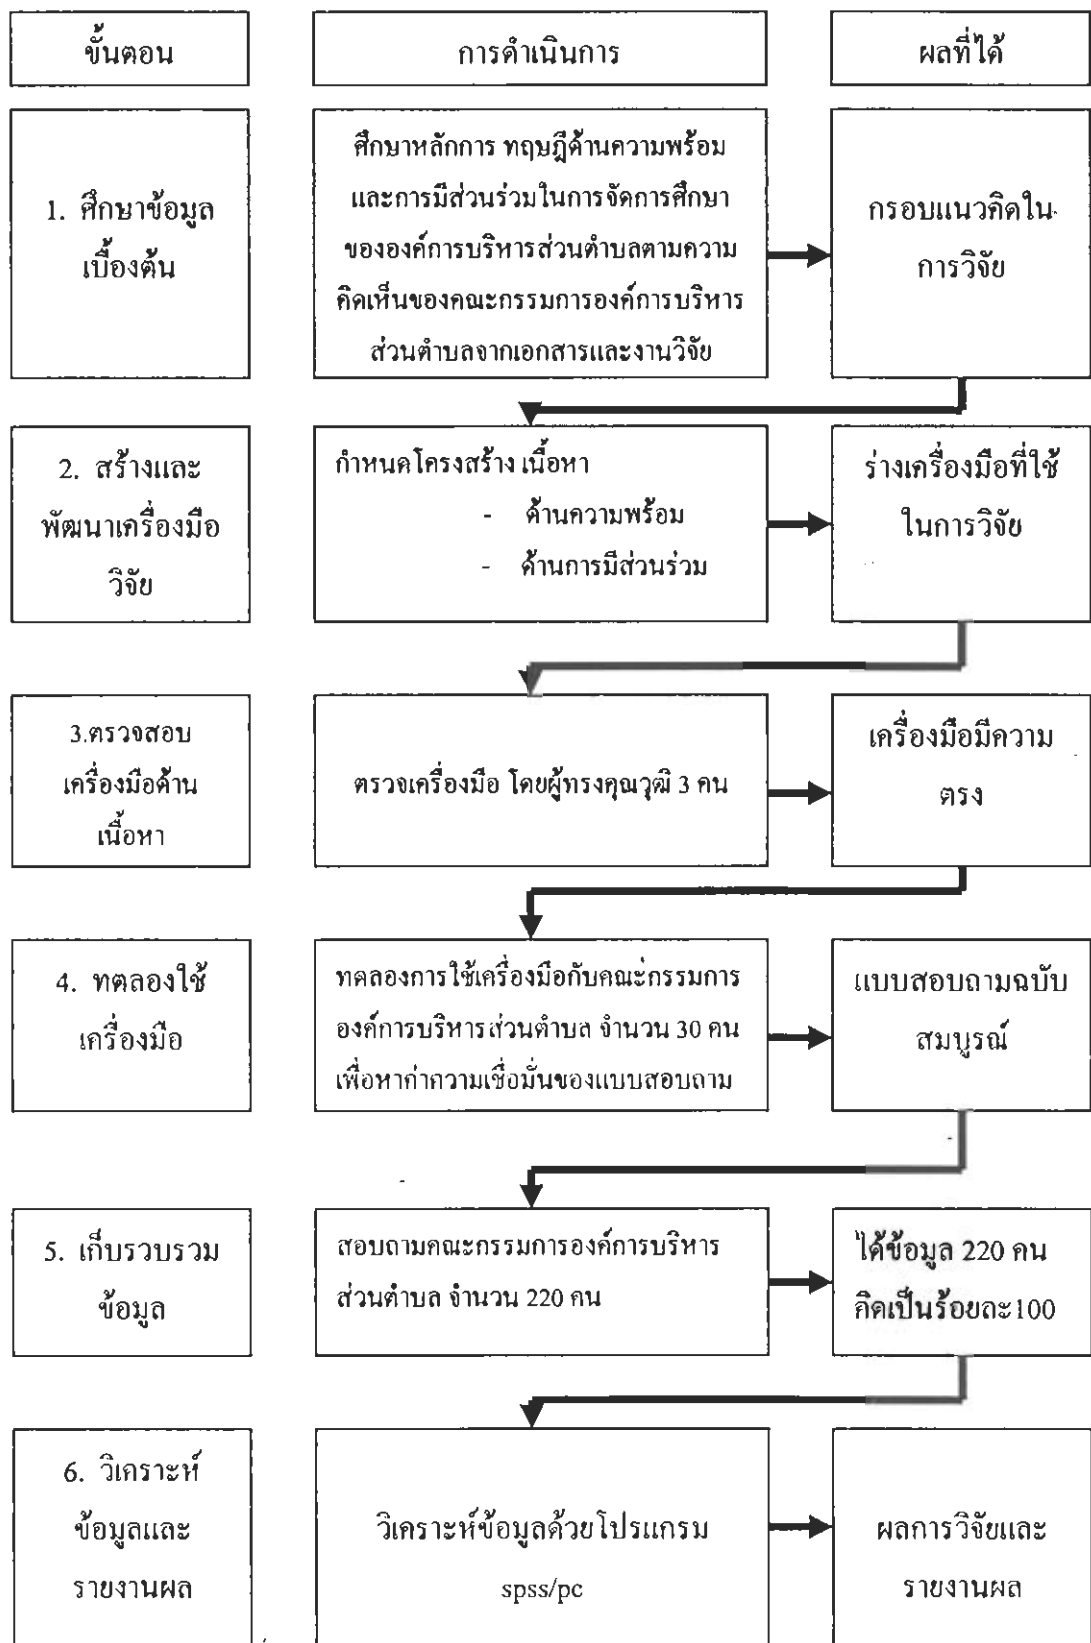 ขั้นตอน
การดำเนินการ
ผลที่ได้
1. ศึกษาข้อมูล
เบื้องต้น
ศึกษาหลักการ ทฤษฎีด้านความพร้อม
และการมีส่วนร่วมในการจัดการศึกษา
ขององค์การบริหารส่วนตำบลตามความ
คิดเห็นของคณะกรรมการองค์การบริหาร
ส่วนตำบลจากเอกสารและงานวิจัย
กรอบแนวคิดใน
การวิจัย
2. สร้างและ
พัฒนาเครื่องมือ
วิจัย
กำหนดโครงสร้าง เนื้อหา
- ด้านความพร้อม
- ด้านการมีส่วนร่วม
ร่างเครื่องมือที่ใช้
ในการวิจัย
3.ตรวจสอบ
เครื่องมือด้าน
เนื้อหา
ตรวจเครื่องมือ โดยผู้ทรงคุณวุฒิ 3 คน
เครื่องมือมีความ
ตรง
4. ทดลองใช้
เครื่องมือ
ทดลองการใช้เครื่องมือกับคณะกรรมการ
องค์การบริหารส่วนตำบล จำนวน 30 คน
เพื่อหาค่าความเชื่อมั่นของแบบสอบถาม
แบบสอบถามฉบับ
สมบูรณ์
5. เก็บรวบรวม
ข้อมูล
สอบถามคณะกรรมการองค์การบริหาร
ส่วนตำบล จำนวน 220 คน
ได้ข้อมูล 220 คน
คิดเป็นร้อยละ100
6. วิเคราะห์
ข้อมูลและ
รายงานผล
วิเคราะห์ข้อมูลด้วยโปรแกรม
spss/pc
ผลการวิจัยและ
รายงานผล